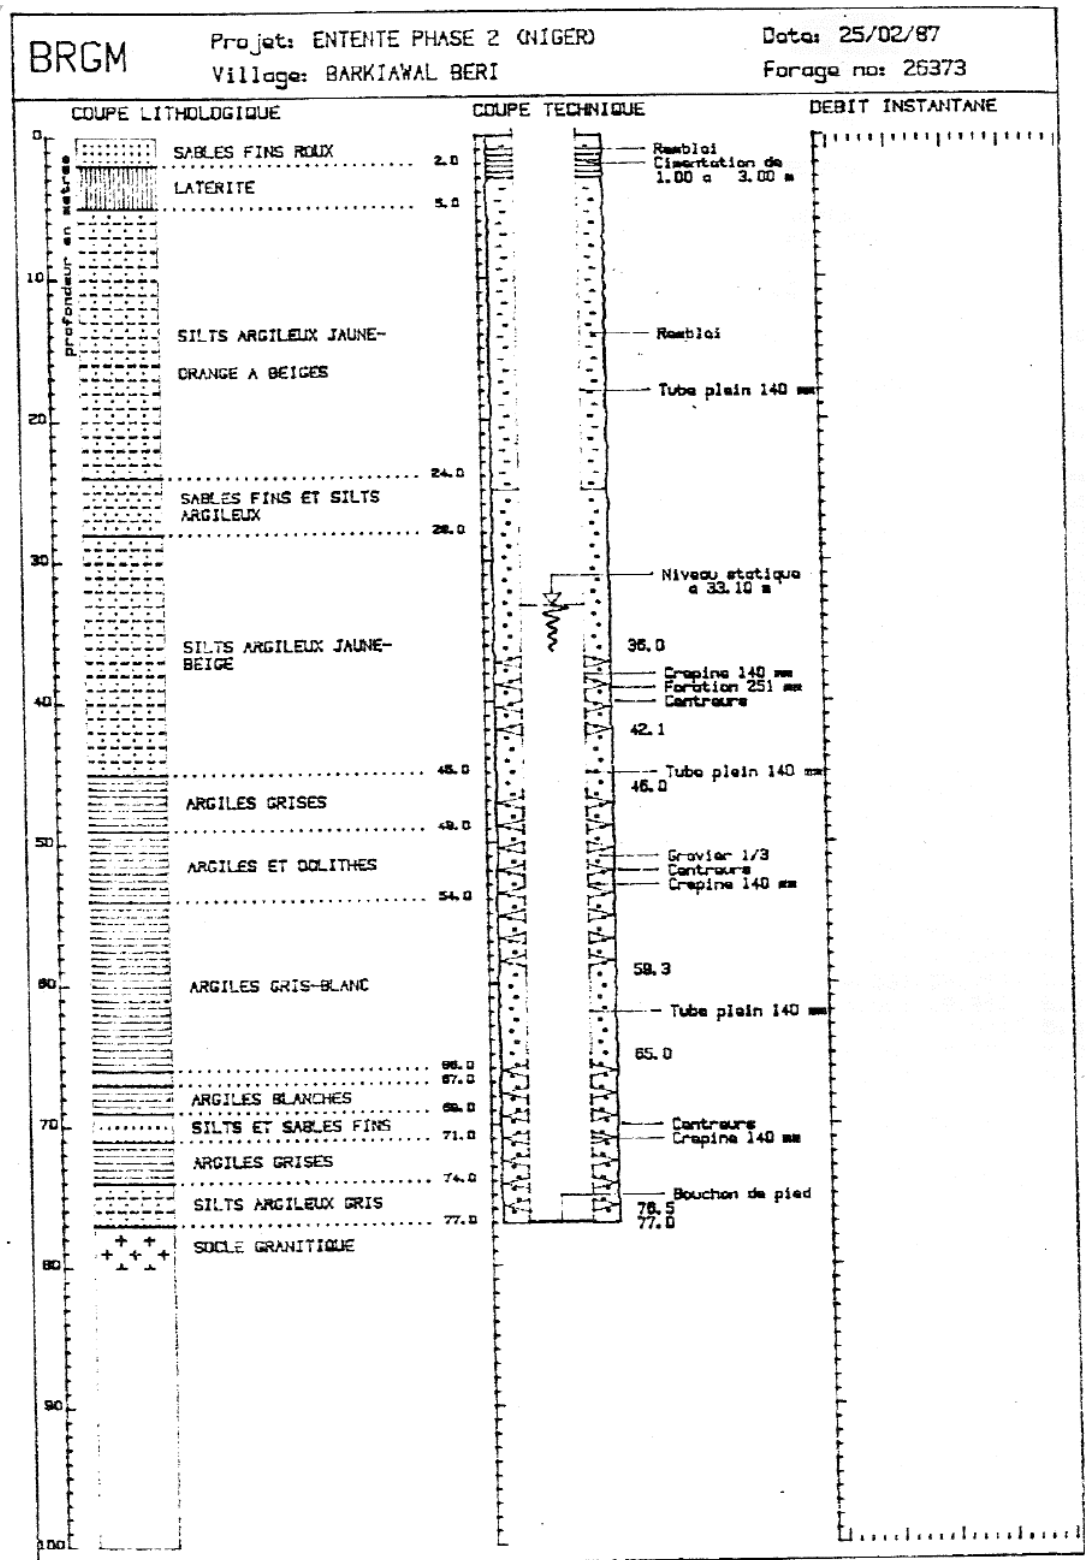 BRGM
Projet: ENTENTE PHASE 2 (NIGER)
Village: BARKIAWAL BERI
Date: 25/02/87
Forage no: 26373
COUPE LITHOLOGIQUE
COUPE TECHNIQUE
DEBIT INSTANTANE
profondeur en metres
0
10
20
30
40
50
60
70
80
90
100
SABLES FINS ROUX
2.0
LATERITE
5.0
SILTS ARGILEUX JAUNE-
ORANGE A BEIGES
24.0
SABLES FINS ET SILTS
ARGILEUX
28.0
SILTS ARGILEUX JAUNE-
BEIGE
45.0
ARGILES GRISES
49.0
ARGILES ET OOLITHES
54.0
ARGILES GRIS-BLANC
66.0
67.0
ARGILES BLANCHES
69.0
SILTS ET SABLES FINS
71.0
ARGILES GRISES
74.0
SILTS ARGILEUX GRIS
77.0
SOCLE GRANITIQUE
Remblai
Cimentation de
1.00 a 3.00 m
Remblai
Tube plein 140 mm
Niveau statique
a 33.10 m
36.0
Crepine 140 mm
Foration 251 mm
Centreurs
42.1
Tube plein 140 mm
46.0
Gravier 1/3
Centreurs
Crepine 140 mm
58.3
Tube plein 140 mm
65.0
Centreurs
Crepine 140 mm
Bouchon de pied
76.5
77.0